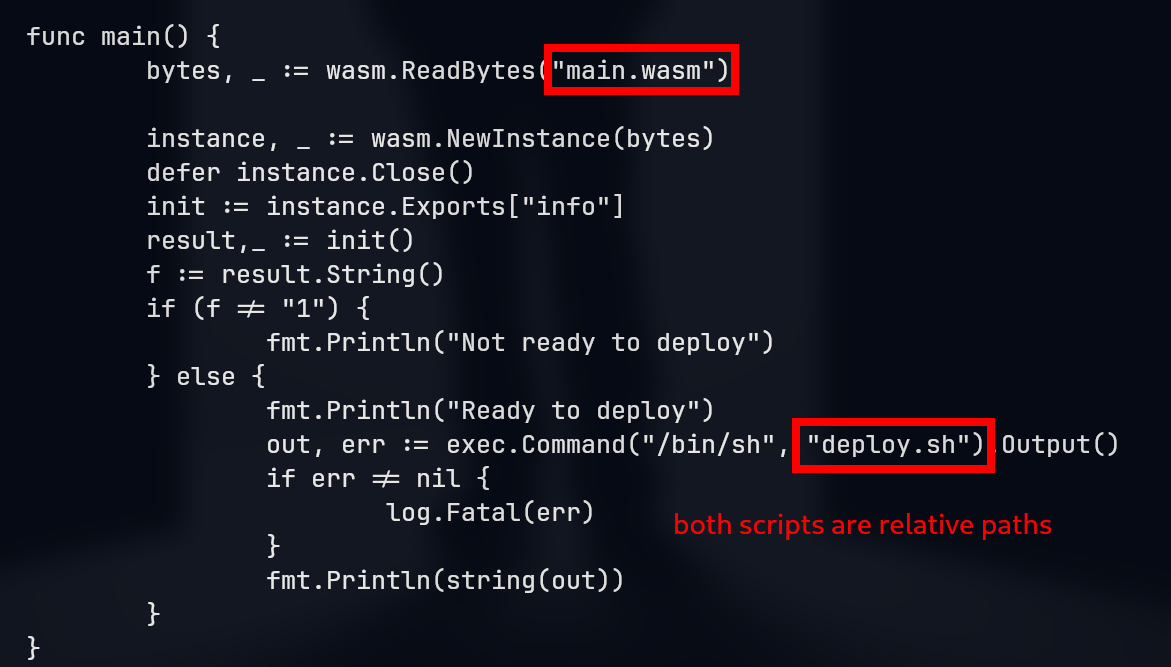 func main() {
bytes, _ := wasm.ReadBytes("main.wasm")
instance, _ := wasm.NewInstance(bytes)
defer instance.Close()
init := instance.Exports["info"]
result,_ := init()
f := result.String()
if (f != "1") {
fmt.Println("Not ready to deploy")
} else {
fmt.Println("Ready to deploy")
out, err := exec.Command("/bin/sh", "deploy.sh").Output()
if err != nil {
log.Fatal(err)
both scripts are relative paths
}
fmt.Println(string(out))
}
}